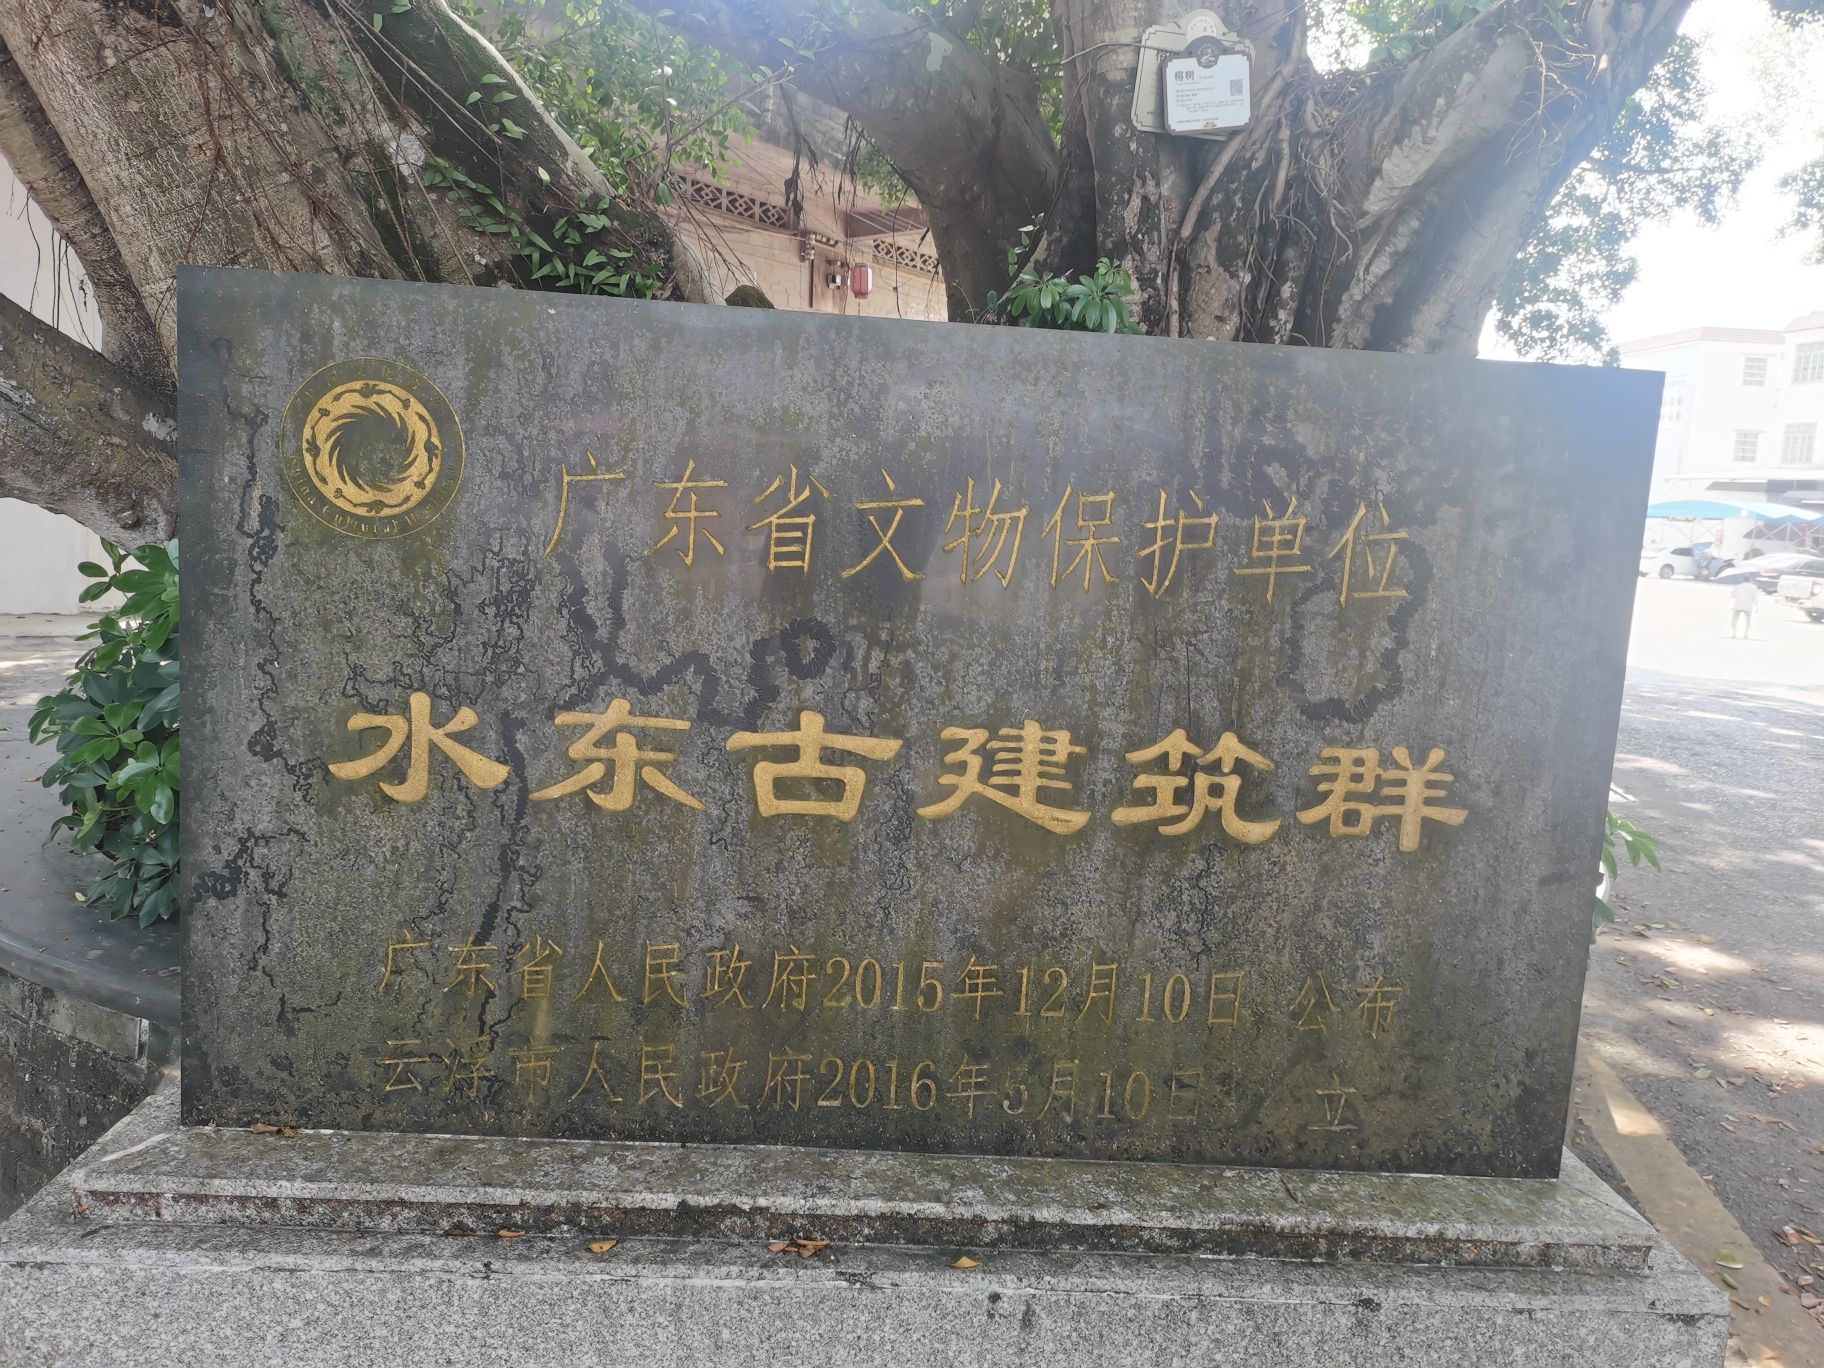 榕树
广东省文物保护单位
水东古建筑群
广东省人民政府2015年12月10日 公布
云浮市人民政府2016年5月10日 立